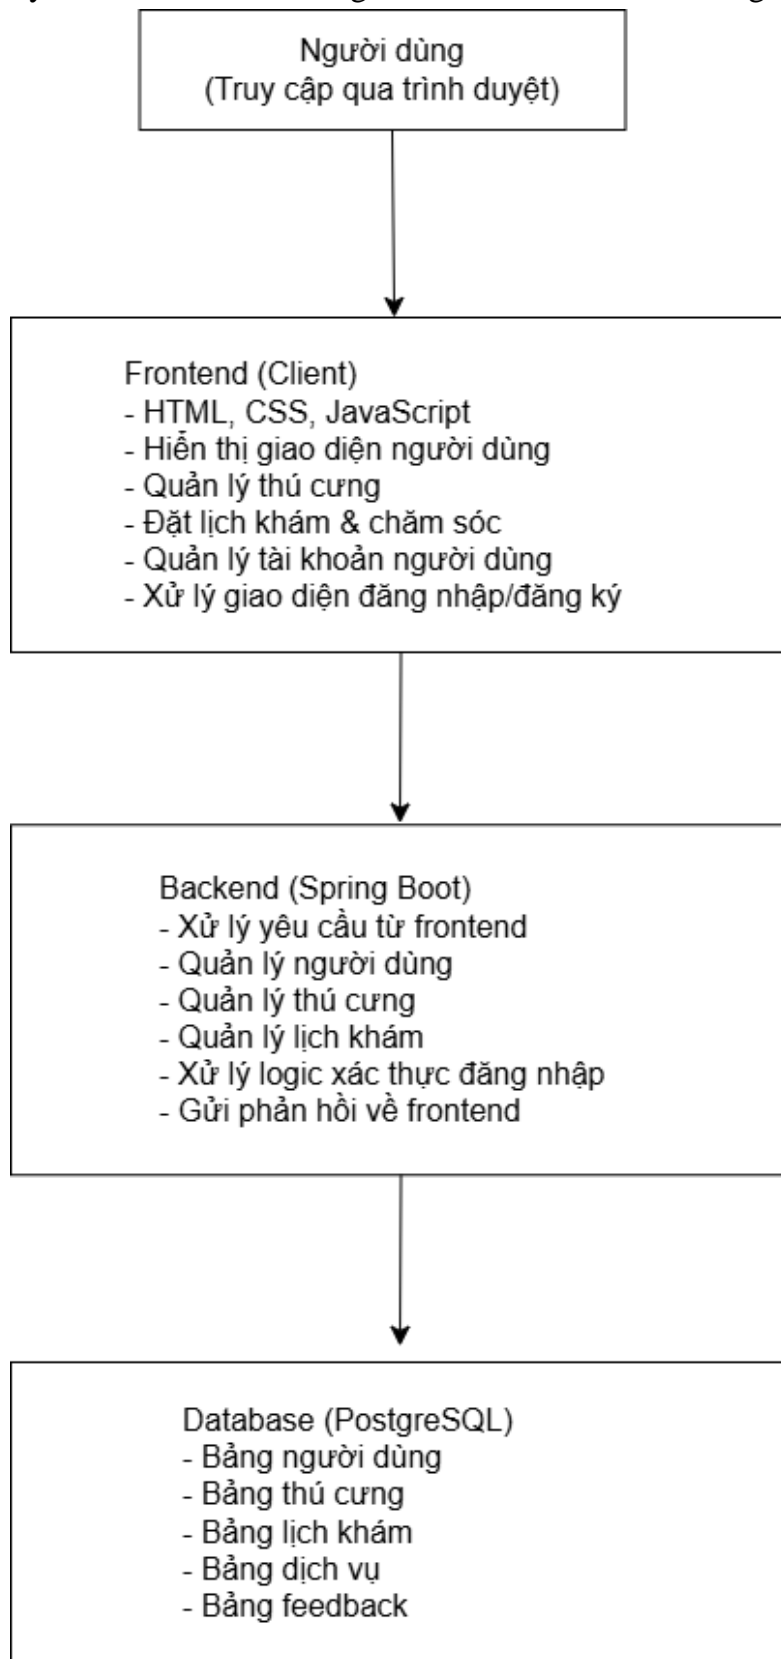 Người dùng
(Truy cập qua trình duyệt)
Frontend (Client)
- HTML, CSS, JavaScript
- Hiển thị giao diện người dùng
- Quản lý thú cưng
- Đặt lịch khám & chăm sóc
- Quản lý tài khoản người dùng
- Xử lý giao diện đăng nhập/đăng ký
Backend (Spring Boot)
- Xử lý yêu cầu từ frontend
- Quản lý người dùng
- Quản lý thú cưng
- Quản lý lịch khám
- Xử lý logic xác thực đăng nhập
- Gửi phản hồi về frontend
Database (PostgreSQL)
- Bảng người dùng
- Bảng thú cưng
- Bảng lịch khám
- Bảng dịch vụ
- Bảng feedback